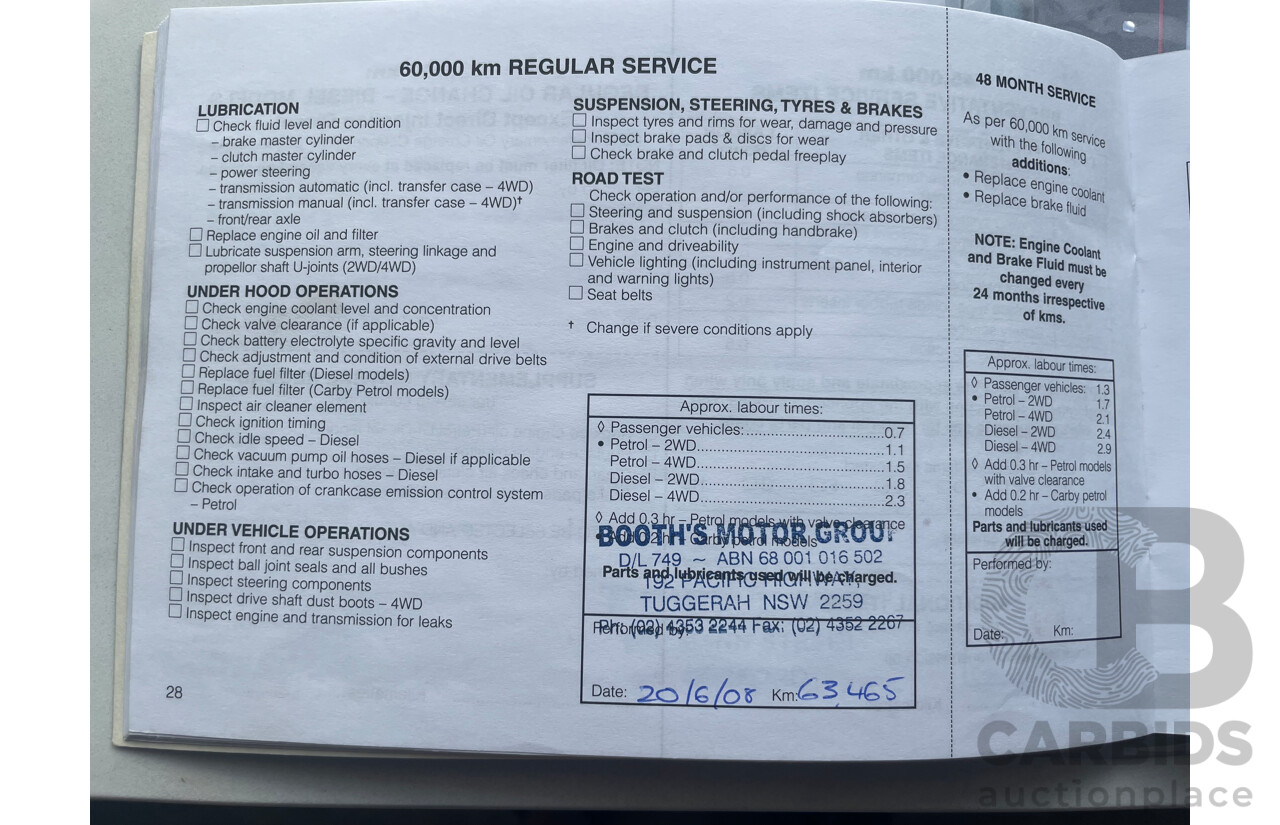 60,000 km REGULAR SERVICE
LUBRICATION
Check fluid level and condition
– brake master cylinder
– clutch master cylinder
– power steering
– transmission automatic (incl. transfer case – 4WD)
– transmission manual (incl. transfer case – 4WD)†
– front/rear axle
Replace engine oil and filter
Lubricate suspension arm, steering linkage and
propellor shaft U-joints (2WD/4WD)
UNDER HOOD OPERATIONS
Check engine coolant level and concentration
Check valve clearance (if applicable)
Check battery electrolyte specific gravity and level
Check adjustment and condition of external drive belts
Replace fuel filter (Diesel models)
Replace fuel filter (Carby Petrol models)
Inspect air cleaner element
Check ignition timing
Check idle speed – Diesel
Check vacuum pump oil hoses – Diesel if applicable
Check intake and turbo hoses – Diesel
Check operation of crankcase emission control system
– Petrol
UNDER VEHICLE OPERATIONS
Inspect front and rear suspension components
Inspect ball joint seals and all bushes
Inspect steering components
Inspect drive shaft dust boots – 4WD
Inspect engine and transmission for leaks
28
SUSPENSION, STEERING, TYRES & BRAKES
Inspect tyres and rims for wear, damage and pressure
Inspect brake pads & discs for wear
Check brake and clutch pedal freeplay
ROAD TEST
Check operation and/or performance of the following:
Steering and suspension (including shock absorbers)
Brakes and clutch (including handbrake)
Engine and driveability
Vehicle lighting (including instrument panel, interior
and warning lights)
Seat belts
† Change if severe conditions apply
Approx. labour times:
◊ Passenger vehicles:...............................0.7
• Petrol – 2WD..........................................1.1
Petrol – 4WD..........................................1.5
Diesel – 2WD.........................................1.8
Diesel – 4WD.........................................2.3
◊ Add 0.3 hr – Petrol models with valve clearance
Carby petrol models
BOOTH'S MOTOR GROUP
D/L 749 ~ ABN 68 001 016 502
Parts and lubricants used will be charged.
192 PACIFIC HIGHWAY
TUGGERAH NSW 2259
Ph: (02) 4353 2244 Fax: (02) 4352 2267
Performed by:
Date: 20/6/08 Km: 63,465
48 MONTH SERVICE
As per 60,000 km service
with the following
additions:
• Replace engine coolant
• Replace brake fluid
NOTE: Engine Coolant
and Brake Fluid must be
changed every
24 months irrespective
of kms.
Approx. labour times:
◊ Passenger vehicles: 1.3
• Petrol – 2WD 1.7
Petrol – 4WD 2.1
Diesel – 2WD 2.4
Diesel – 4WD 2.9
◊ Add 0.3 hr – Petrol models
with valve clearance
• Add 0.2 hr – Carby petrol
models
Parts and lubricants used
will be charged.
Performed by:
Date: Km:
CARBIDS
auctionplace